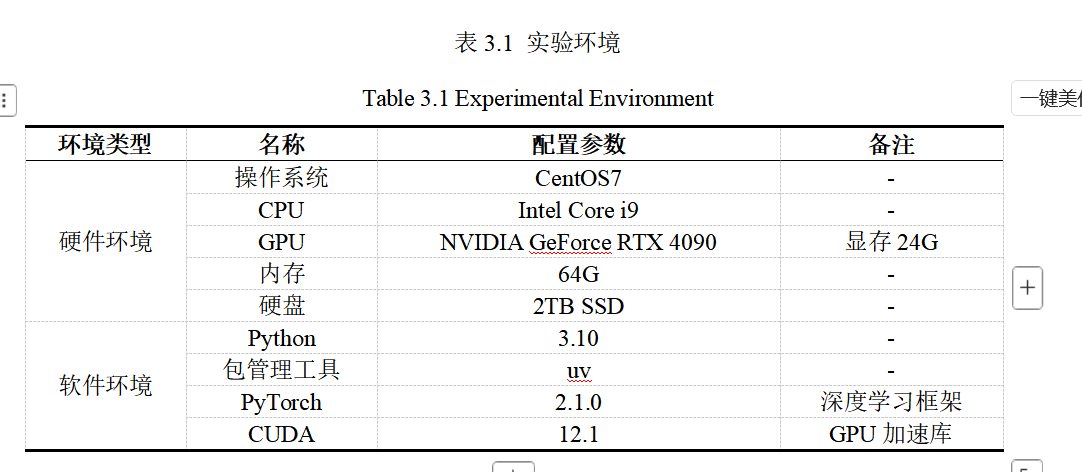 表 3.1 实验环境
Table 3.1 Experimental Environment
一键美
环境类型 名称 配置参数 备注
硬件环境 操作系统 CentOS7 -
CPU Intel Core i9 -
GPU NVIDIA GeForce RTX 4090 显存 24G
内存 64G -
硬盘 2TB SSD -
软件环境 Python 3.10 -
包管理工具 uv -
PyTorch 2.1.0 深度学习框架
CUDA 12.1 GPU 加速库